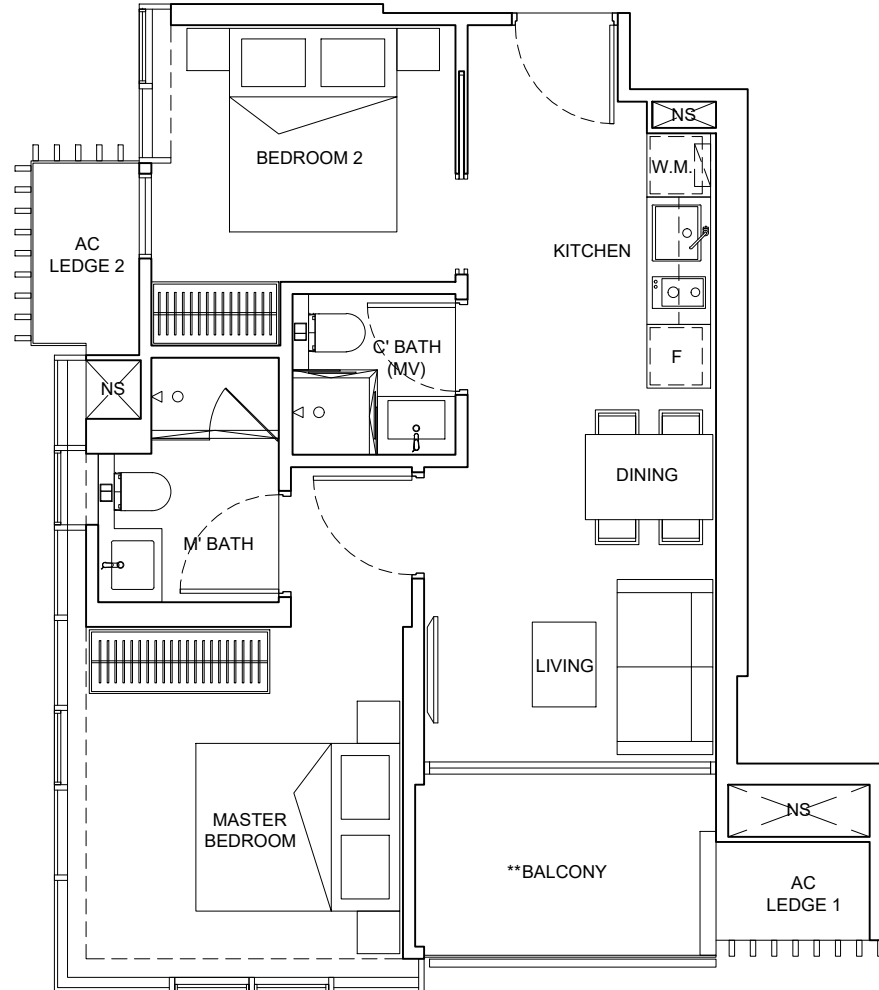 NS
BEDROOM 2
W.M.
AC
LEDGE 2
KITCHEN
C' BATH
(MV)
F
NS
DINING
M' BATH
LIVING
MASTER
BEDROOM
NS
**BALCONY
AC
LEDGE 1